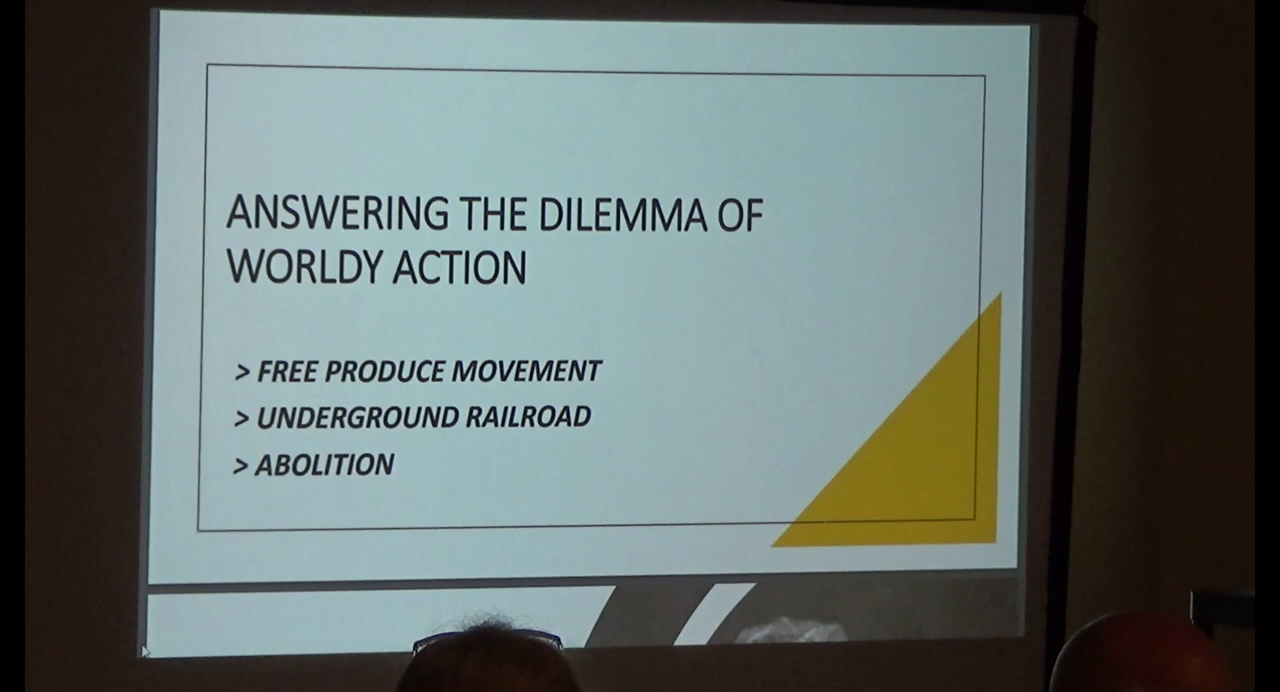 ANSWERING THE DILEMMA OF
WORLDY ACTION
> FREE PRODUCE MOVEMENT
> UNDERGROUND RAILROAD
> ABOLITION